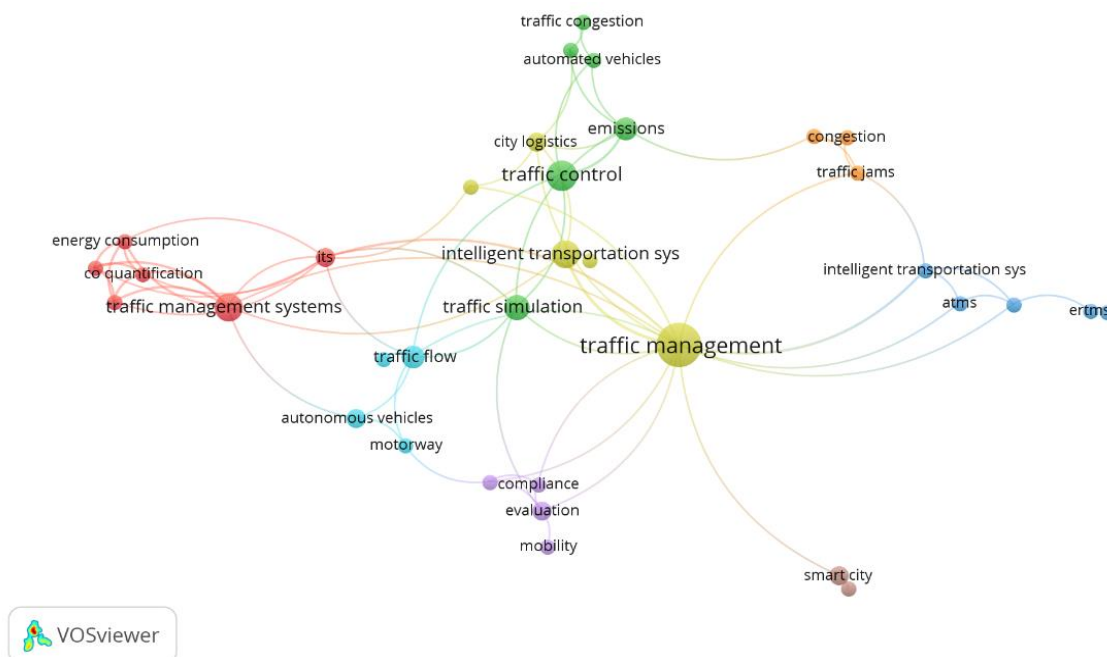 traffic congestion
automated vehicles
emissions
city logistics
congestion
traffic control
traffic jams
energy consumption
its
intelligent transportation sys
co quantification
intelligent transportation sys
traffic management systems
traffic simulation
atms
ertms
traffic management
traffic flow
autonomous vehicles
motorway
compliance
evaluation
mobility
smart city
VOSviewer